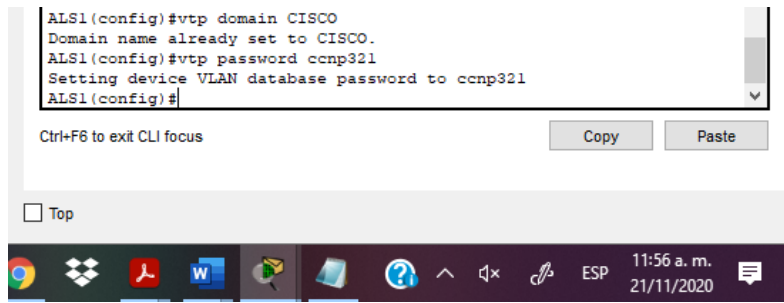 ALS1(config)#vtp domain CISCO
Domain name already set to CISCO.
ALS1(config)#vtp password ccnp321
Setting device VLAN database password to ccnp321
ALS1(config)#
Ctrl+F6 to exit CLI focus
Copy
Paste
Top
W
ESP
11:56 a. m.
21/11/2020